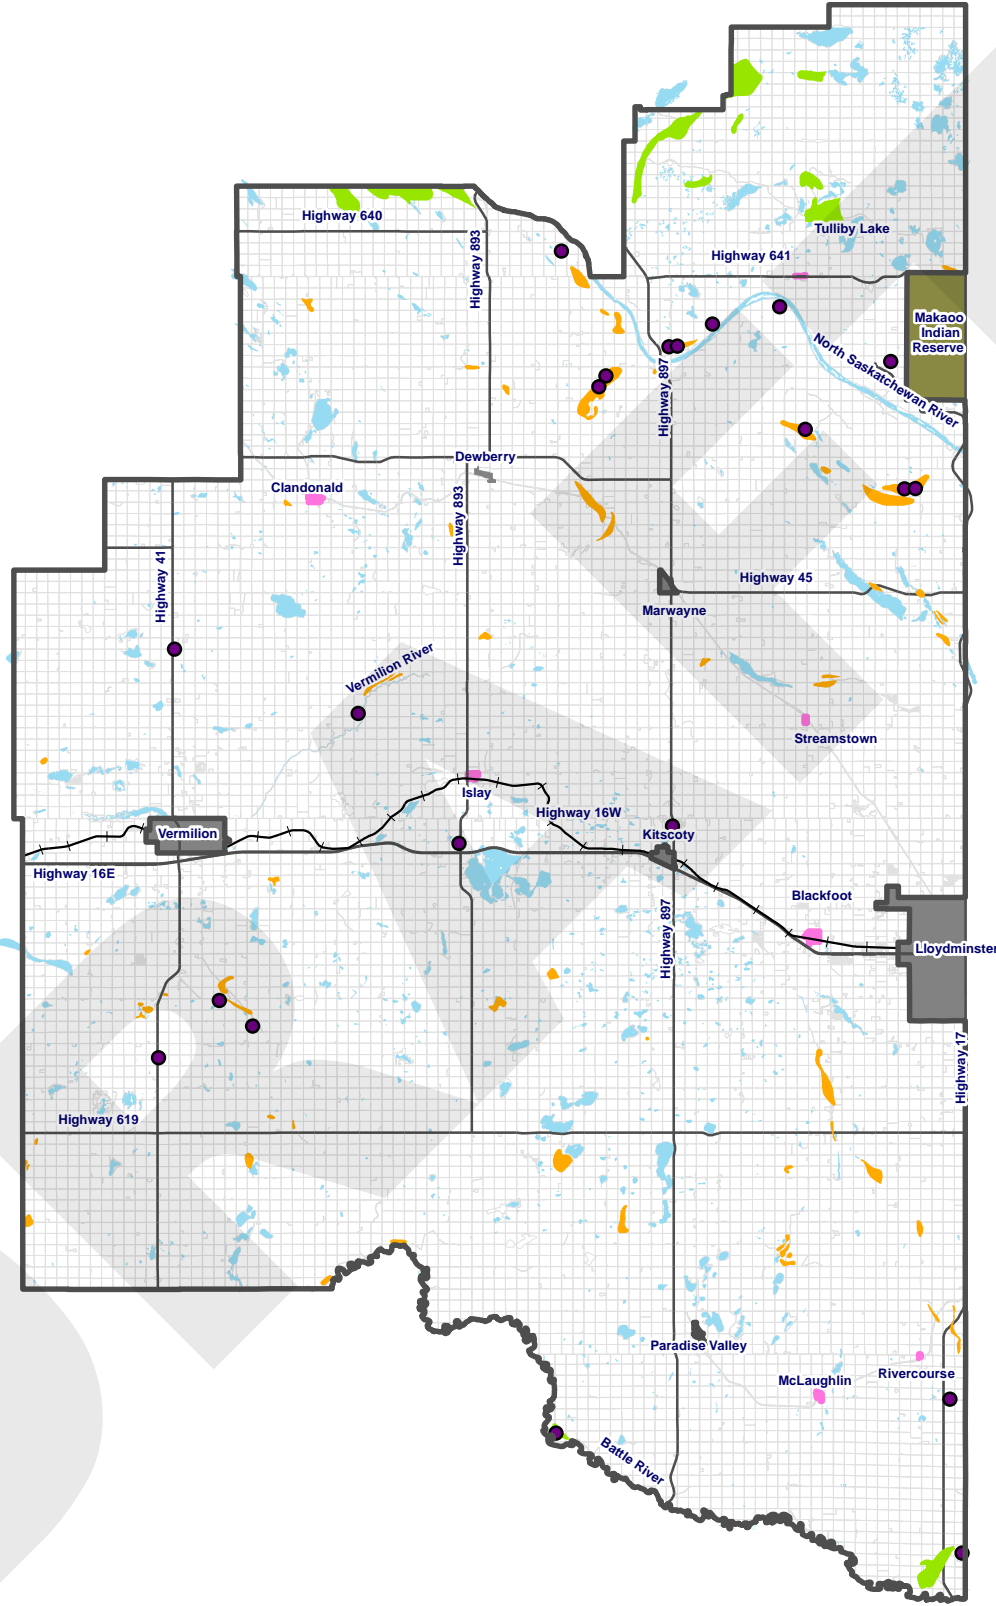 Highway 640
Highway 893
Tulliby Lake
Highway 641
Makaoo
Indian
Reserve
North Saskatchewan River
Highway 897
Dewberry
Clandonald
Highway 893
Highway 41
Highway 45
Marwayne
Vermilion River
Streamstown
Islay
Highway 16W
Vermilion
Kitscoty
Highway 16E
Blackfoot
Highway 897
Lloydminster
Highway 17
Highway 619
Paradise Valley
Rivercourse
McLaughlin
Battle River